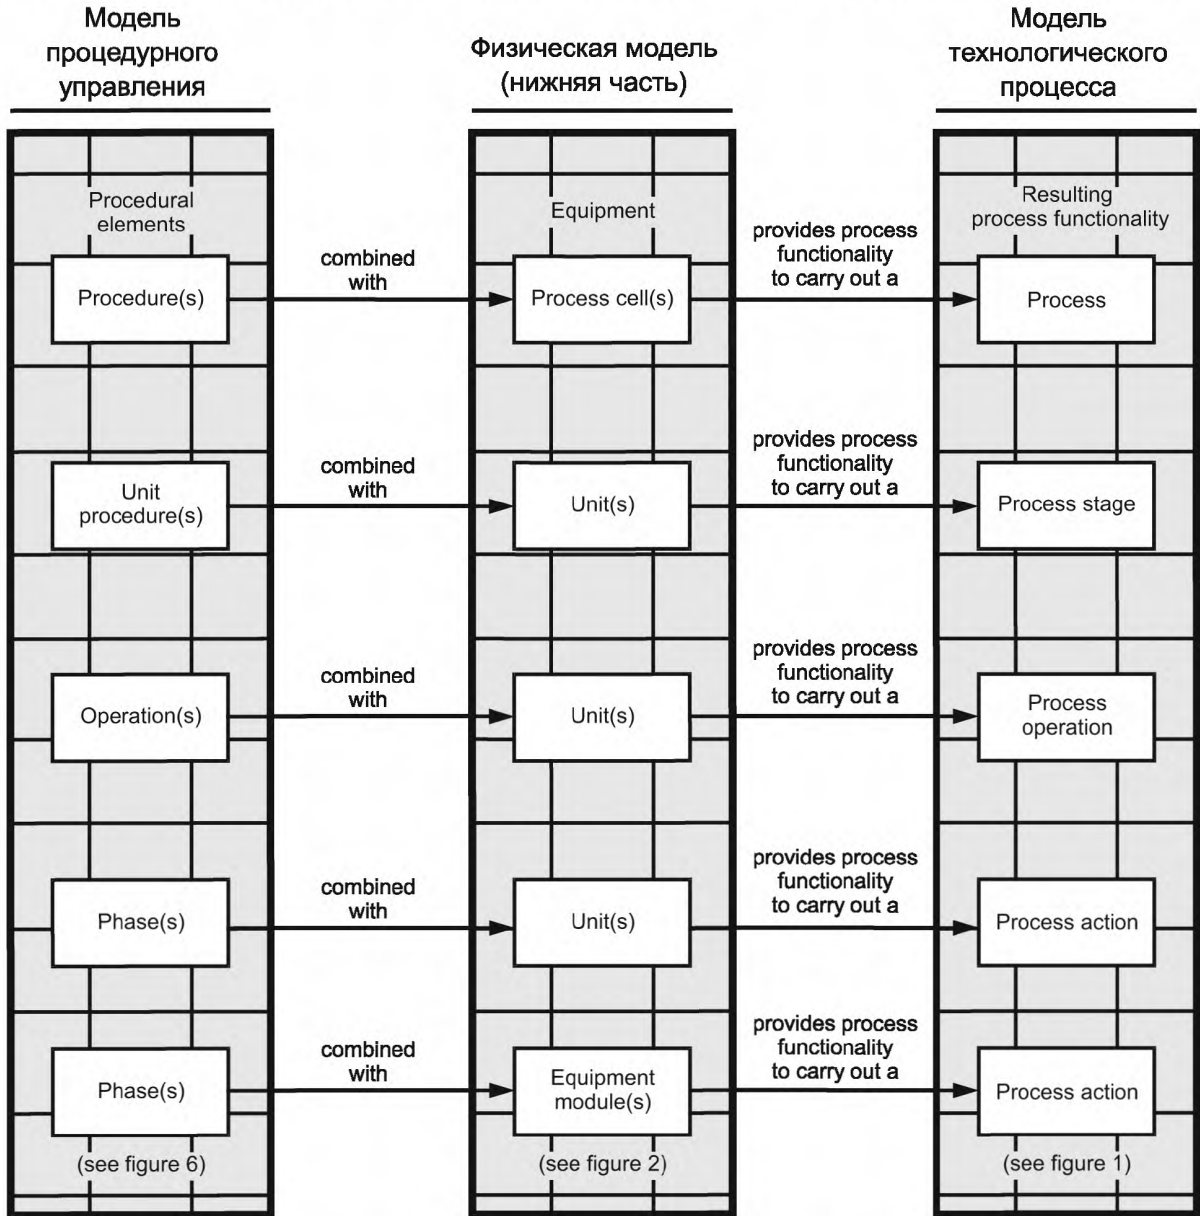 Модель
процедурного
управления
Физическая модель
(нижняя часть)
Модель
технологического
процесса
Procedural
elements
Equipment
Resulting
process functionality
Procedure(s)
combined
with
Process cell(s)
provides process
functionality
to carry out a
Process
Unit
procedure(s)
combined
with
Unit(s)
provides process
functionality
to carry out a
Process stage
Operation(s)
combined
with
Unit(s)
provides process
functionality
to carry out a
Process
operation
Phase(s)
combined
with
Unit(s)
provides process
functionality
to carry out a
Process action
Phase(s)
combined
with
Equipment
module(s)
provides process
functionality
to carry out a
Process action
(see figure 6)
(see figure 2)
(see figure 1)